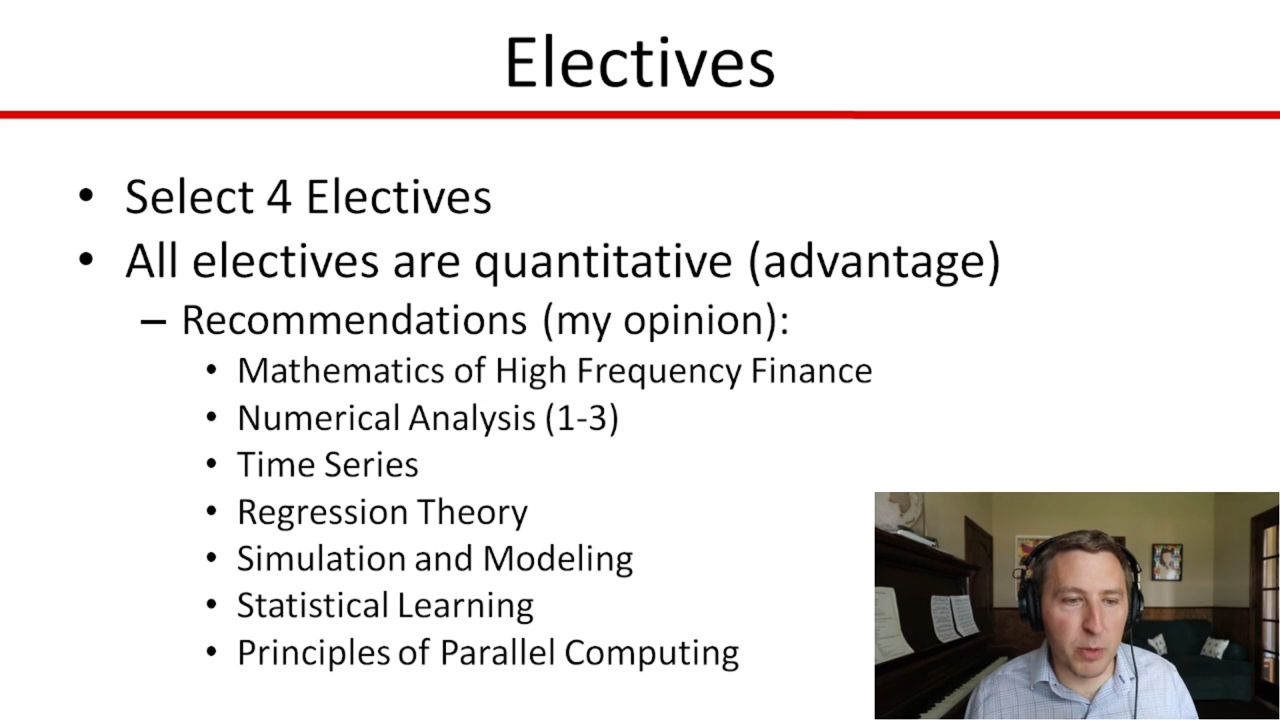 Electives
• Select 4 Electives
• All electives are quantitative (advantage)
– Recommendations (my opinion):
• Mathematics of High Frequency Finance
• Numerical Analysis (1-3)
• Time Series
• Regression Theory
• Simulation and Modeling
• Statistical Learning
• Principles of Parallel Computing